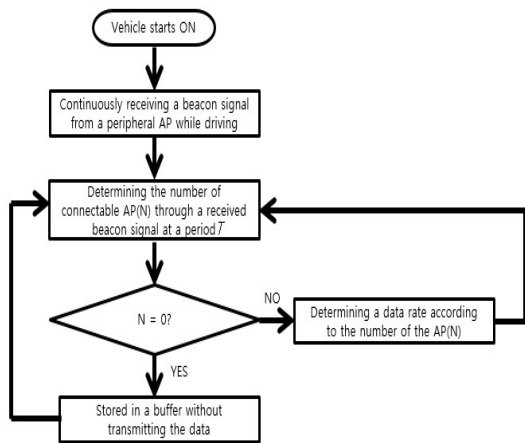 Vehicle starts ON
Continuously receiving a beacon signal
from a peripheral AP while driving
Determining the number of
connectable AP(N) through a received
beacon signal at a period T
N = 0?
NO
Determining a data rate according
to the number of the AP(N)
YES
Stored in a buffer without
transmitting the data